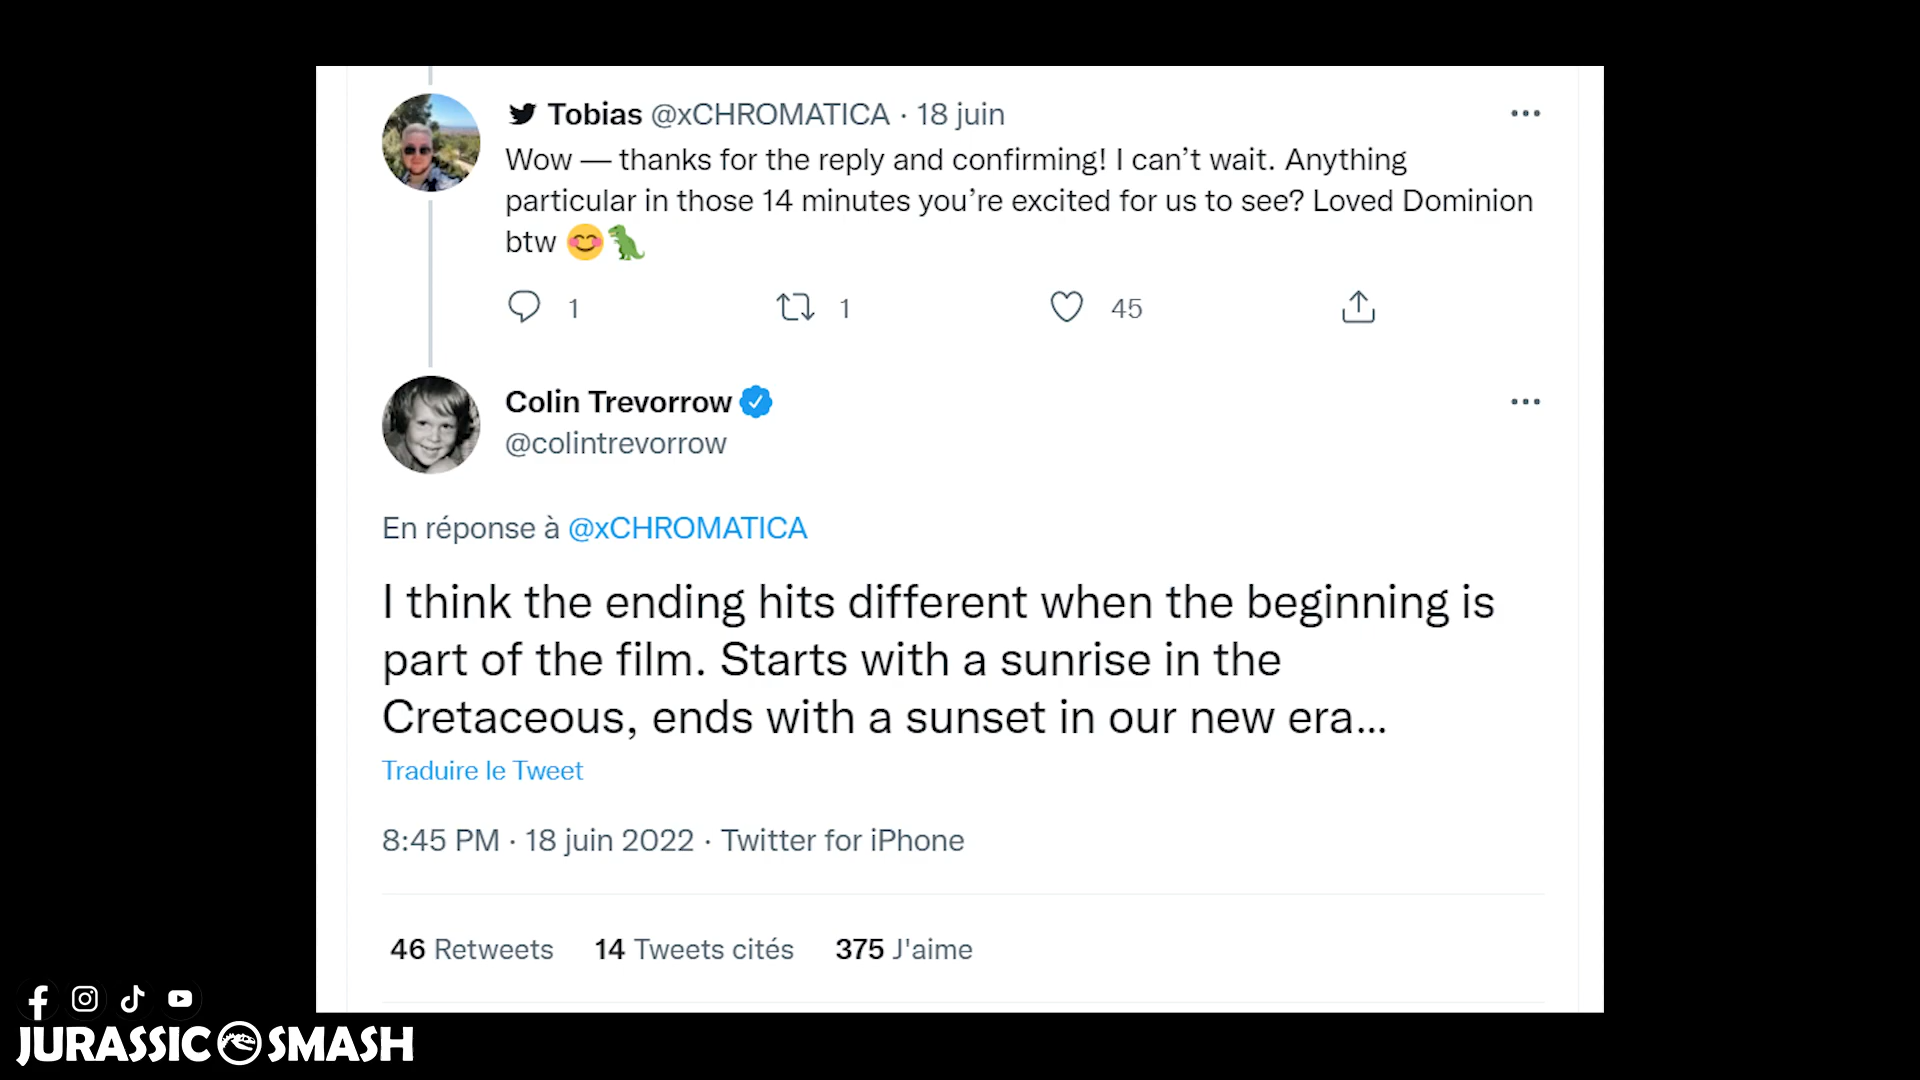 Tobias @xCHROMATICA · 18 juin
Wow — thanks for the reply and confirming! I can’t wait. Anything
particular in those 14 minutes you’re excited for us to see? Loved Dominion
btw 😊🦖
1 1 45
Colin Trevorrow
@colintrevorrow
En réponse à @xCHROMATICA
I think the ending hits different when the beginning is
part of the film. Starts with a sunrise in the
Cretaceous, ends with a sunset in our new era...
Traduire le Tweet
8:45 PM · 18 juin 2022 · Twitter for iPhone
46 Retweets 14 Tweets cités 375 J'aime
JURASSIC SMASH